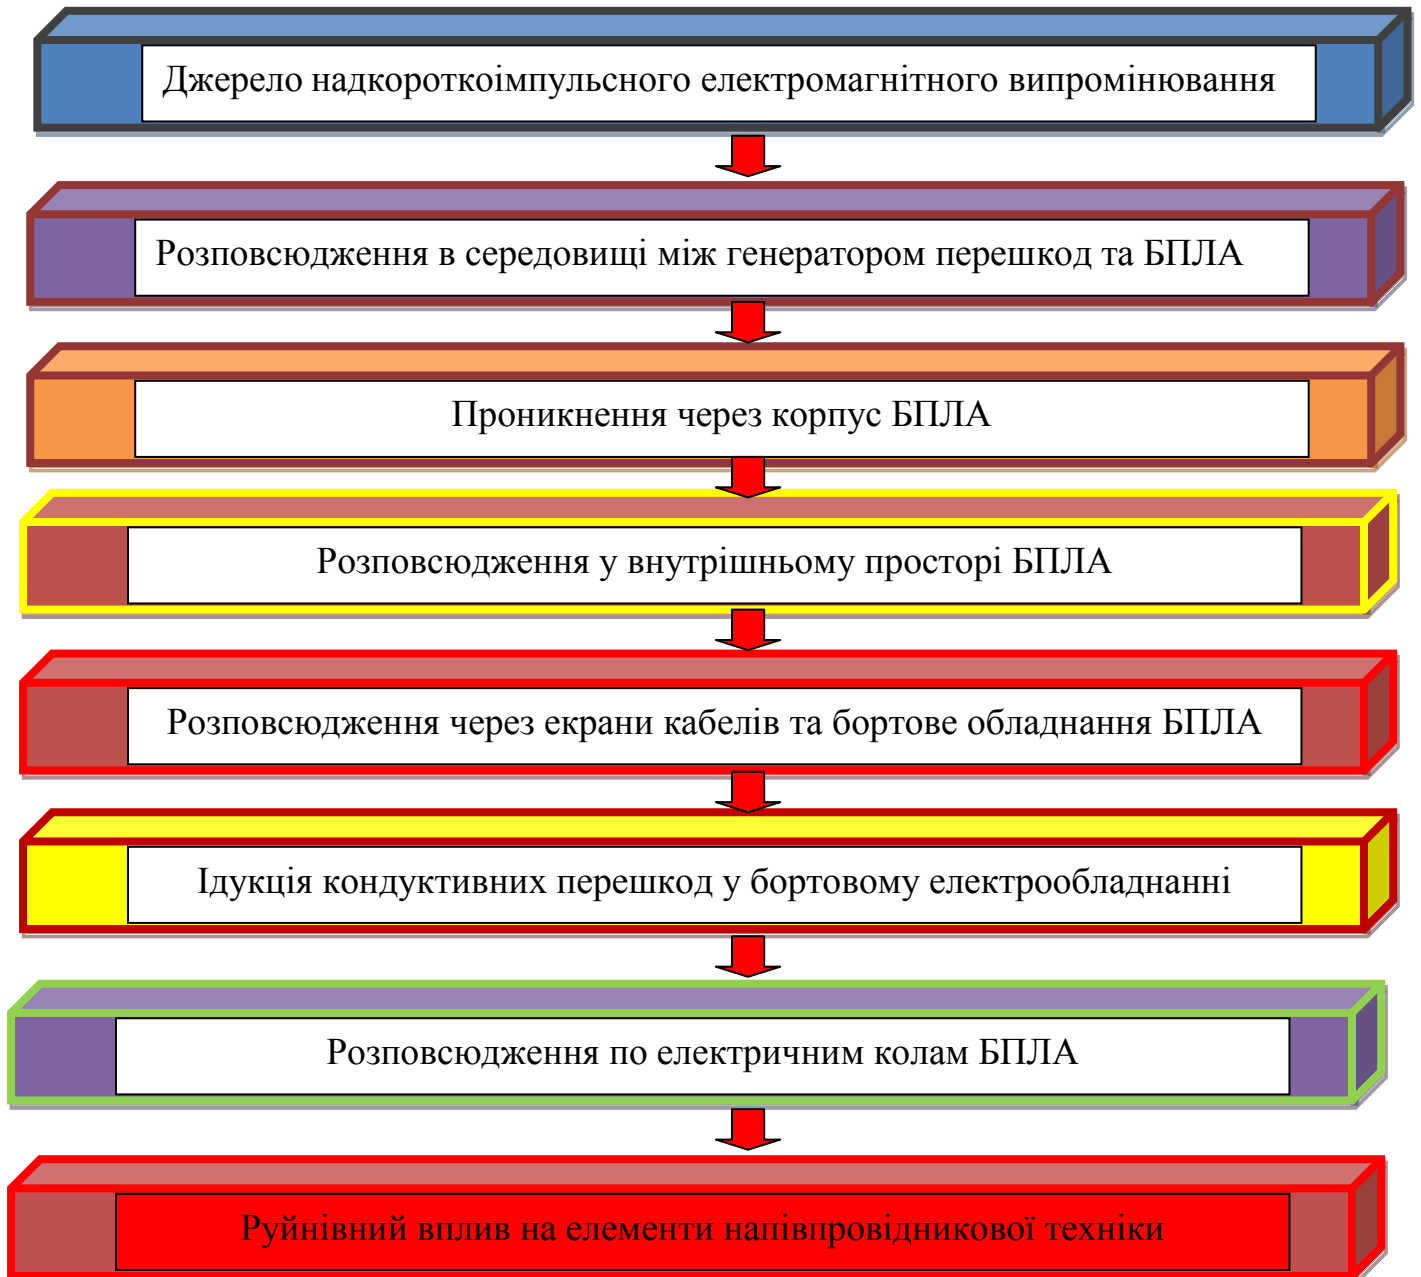 Джерело надкороткоімпульсного електромагнітного випромінювання
Розповсюдження в середовищі між генератором перешкод та БПЛА
Проникнення через корпус БПЛА
Розповсюдження у внутрішньому просторі БПЛА
Розповсюдження через екрани кабелів та бортове обладнання БПЛА
Ідукція кондуктивних перешкод у бортовому електрообладнанні
Розповсюдження по електричним колам БПЛА
Руйнівний вплив на елементи напівпровідникової техніки